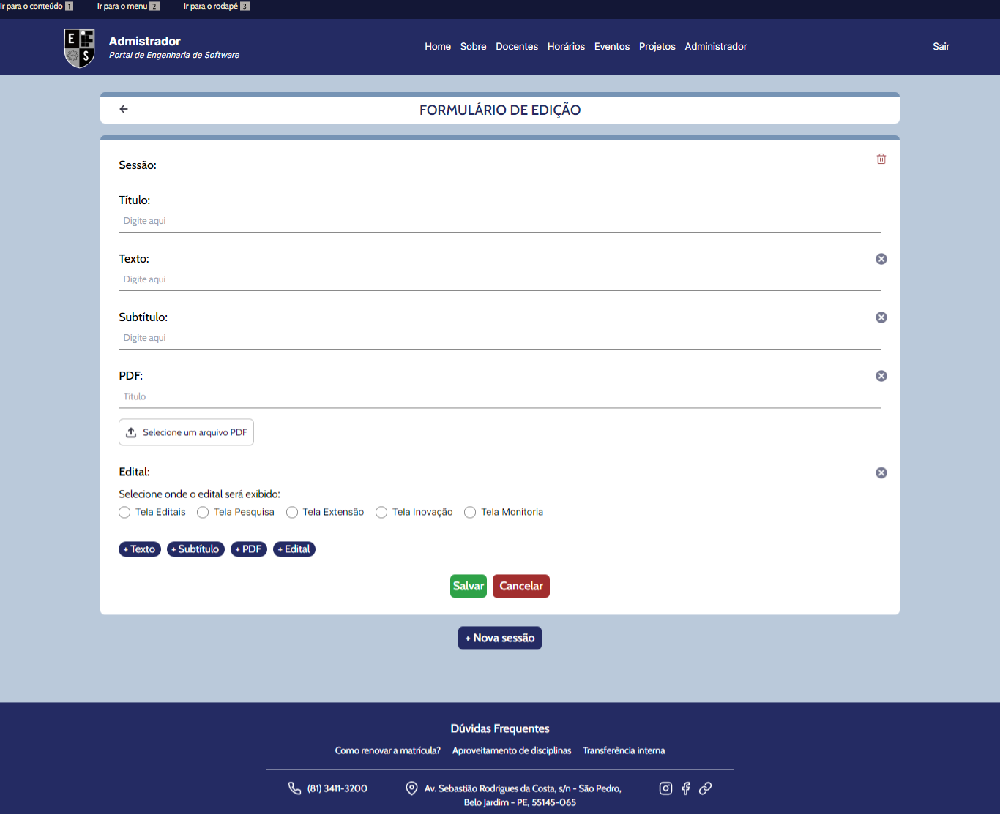 Ir para o conteúdo 1 Ir para o menu 2 Ir para o rodapé 3
E S
Admistrador
Portal de Engenharia de Software
Home Sobre Docentes Horários Eventos Projetos Administrador Sair
FORMULÁRIO DE EDIÇÃO
Sessão:
Título:
Digite aqui
Texto:
Digite aqui
Subtítulo:
Digite aqui
PDF:
Título
Selecione um arquivo PDF
Edital:
Selecione onde o edital será exibido:
Tela Editais Tela Pesquisa Tela Extensão Tela Inovação Tela Monitoria
+ Texto + Subtítulo + PDF + Edital
Salvar Cancelar
+ Nova sessão
Dúvidas Frequentes
Como renovar a matrícula? Aproveitamento de disciplinas Transferência interna
(81) 3411-3200 Av. Sebastião Rodrigues da Costa, s/n - São Pedro,
Belo Jardim - PE, 55145-065